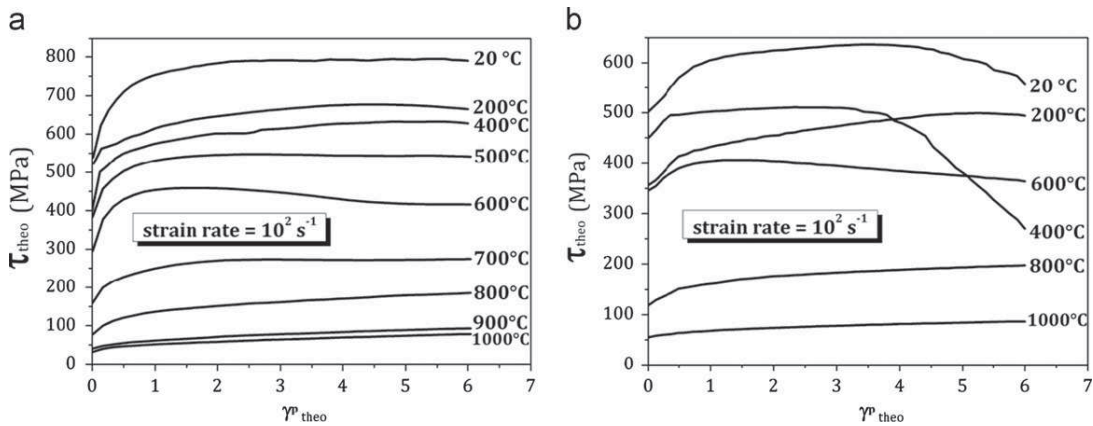 a
b
800
700
600
500
400
300
200
100
0
τtheo (MPa)
20 °C
200°C
400°C
500°C
600°C
strain rate = 10² s⁻¹
700°C
800°C
900°C
1000°C
0 1 2 3 4 5 6 7
γᵖ theo
600
500
400
300
200
100
0
τtheo (MPa)
20 °C
200°C
600°C
strain rate = 10² s⁻¹
400°C
800°C
1000°C
0 1 2 3 4 5 6 7
γᵖ theo